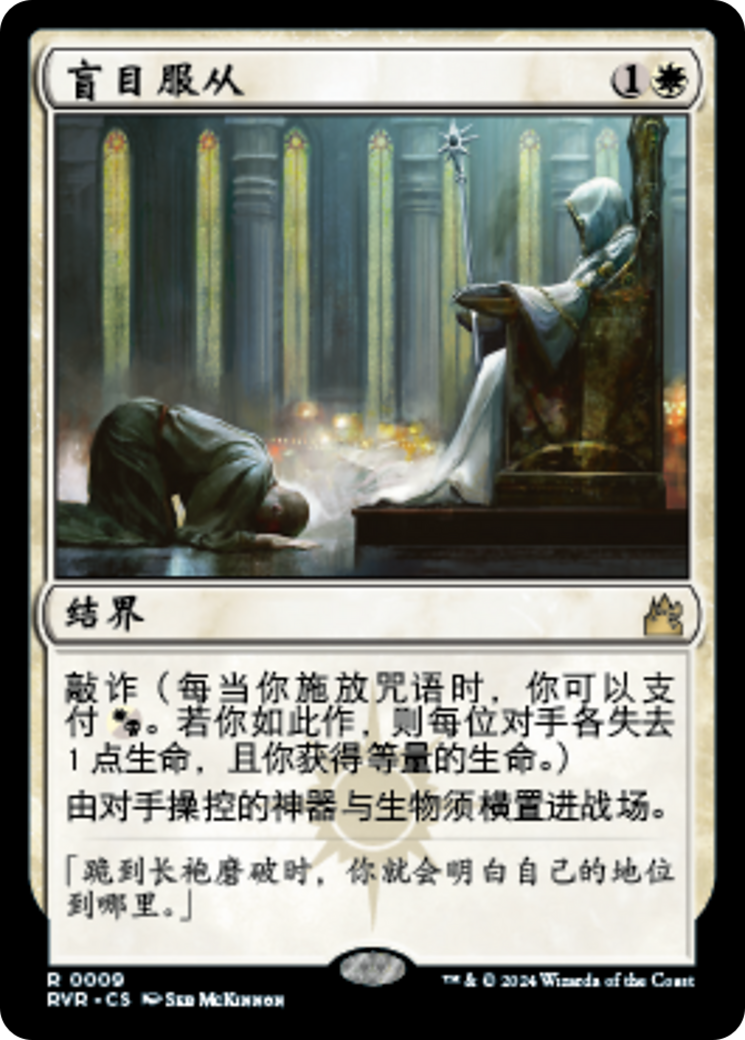 盲目服从 1
结界
敲诈（每当你施放咒语时，你可以支
付 。若你如此作，则每位对手各失去
1点生命，且你获得等量的生命。）
由对手操控的神器与生物须横置进战场。
「跪到长袍磨破时，你就会明白自己的地位
到哪里。」
R 0009
RVR • CS Seb McKinnon
™ & © 2024 Wizards of the Coast